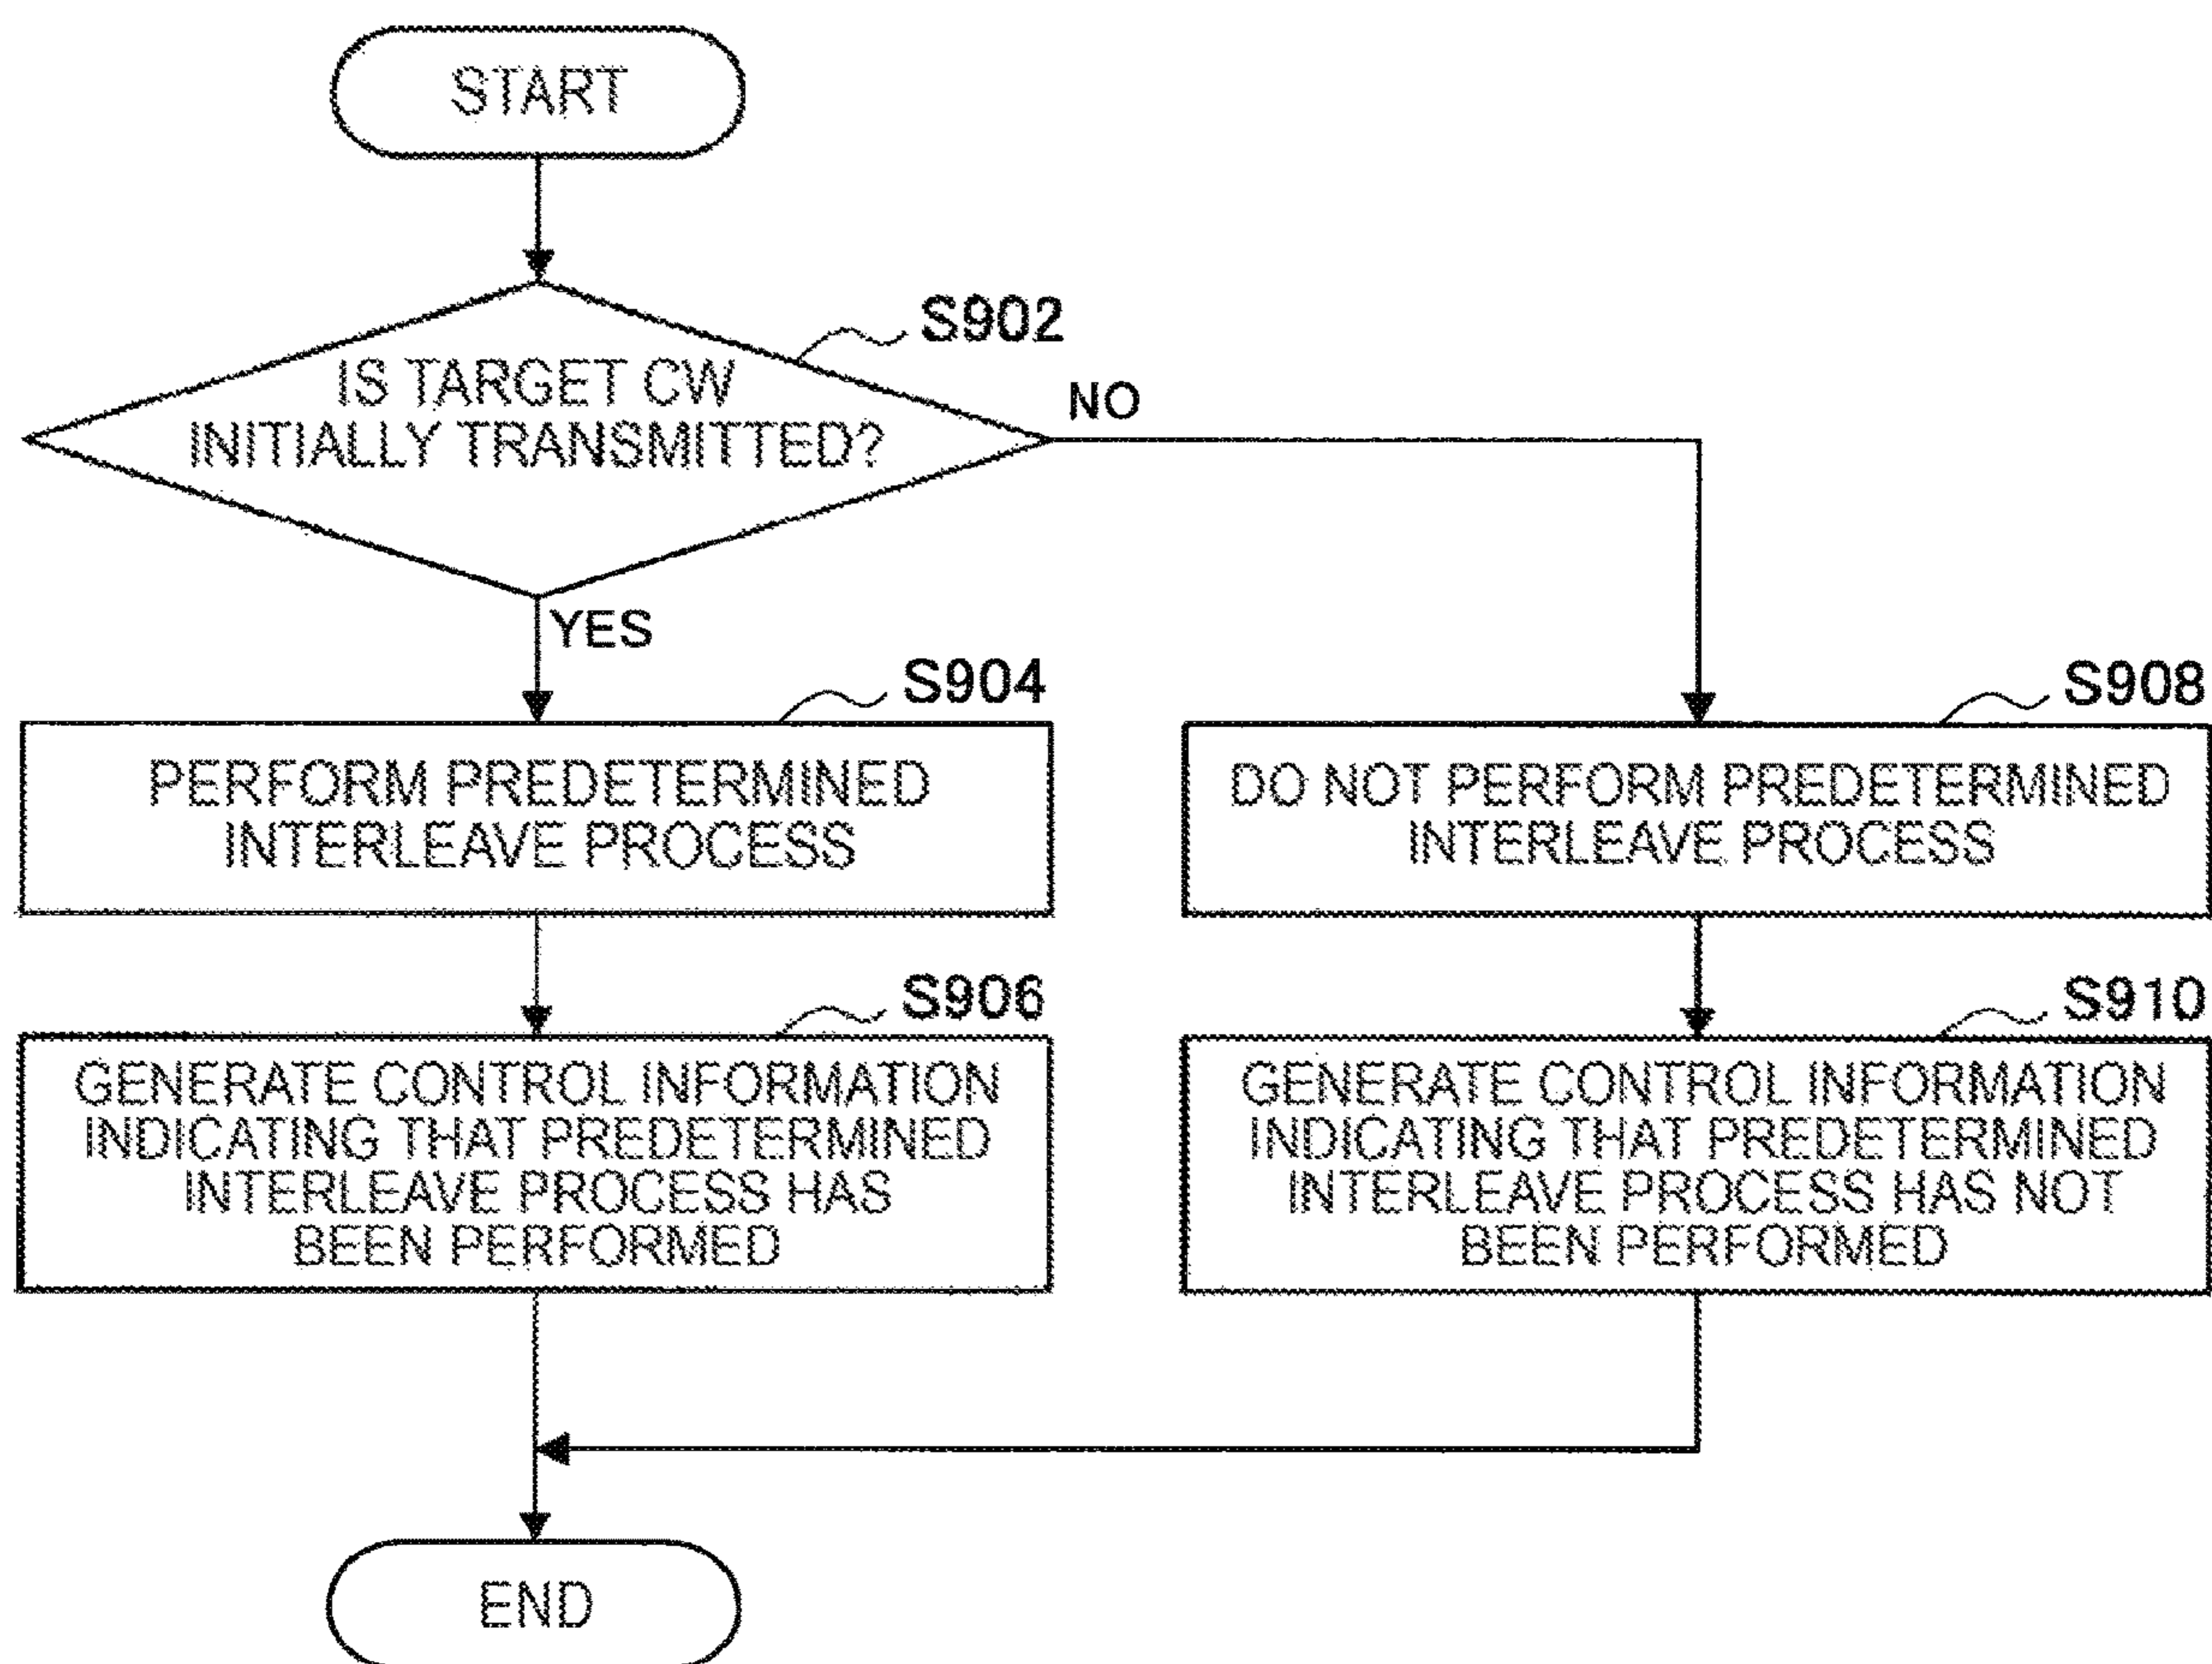 START
S902
IS TARGET CW
INITIALLY TRANSMITTED?
NO
YES
S904
PERFORM PREDETERMINED
INTERLEAVE PROCESS
S908
DO NOT PERFORM PREDETERMINED
INTERLEAVE PROCESS
S906
GENERATE CONTROL INFORMATION
INDICATING THAT PREDETERMINED
INTERLEAVE PROCESS HAS
BEEN PERFORMED
S910
GENERATE CONTROL INFORMATION
INDICATING THAT PREDETERMINED
INTERLEAVE PROCESS HAS NOT
BEEN PERFORMED
END